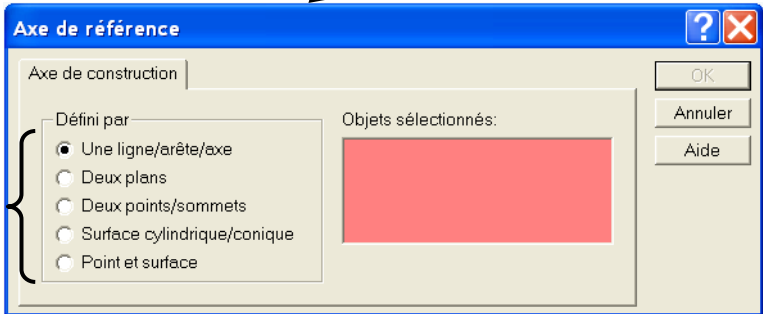 Axe de référence
Axe de construction
OK
Défini par
Objets sélectionnés:
Annuler
Une ligne/arête/axe
Aide
Deux plans
Deux points/sommets
Surface cylindrique/conique
Point et surface